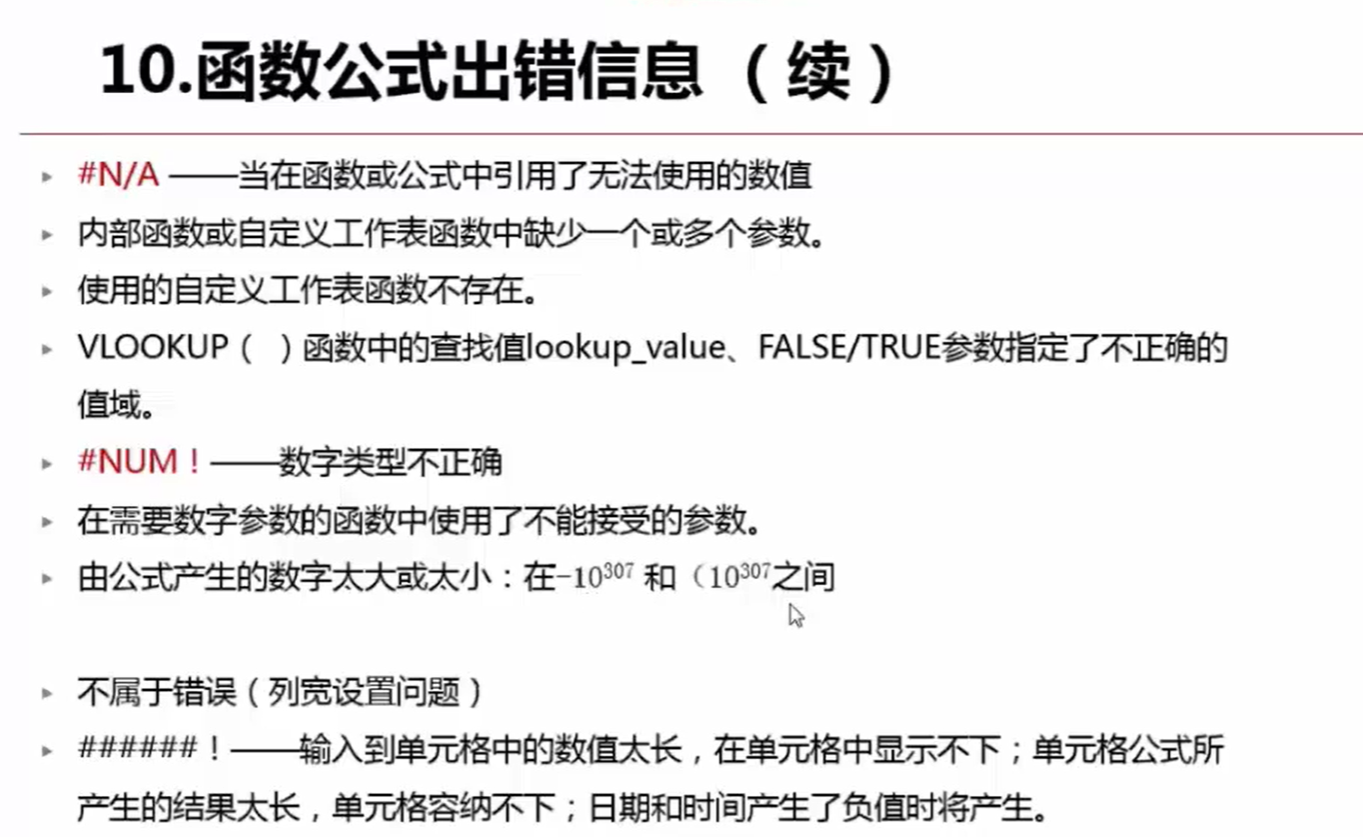 10.函数公式出错信息 （续）
#N/A ——当在函数或公式中引用了无法使用的数值
内部函数或自定义工作表函数中缺少一个或多个参数。
使用的自定义工作表函数不存在。
VLOOKUP（ ）函数中的查找值lookup_value、FALSE/TRUE参数指定了不正确的
值域。
#NUM！——数字类型不正确
在需要数字参数的函数中使用了不能接受的参数。
由公式产生的数字太大或太小：在-10³⁰⁷ 和（10³⁰⁷之间
不属于错误（列宽设置问题）
######！——输入到单元格中的数值太长，在单元格中显示不下；单元格公式所
产生的结果太长，单元格容纳不下；日期和时间产生了负值时将产生。